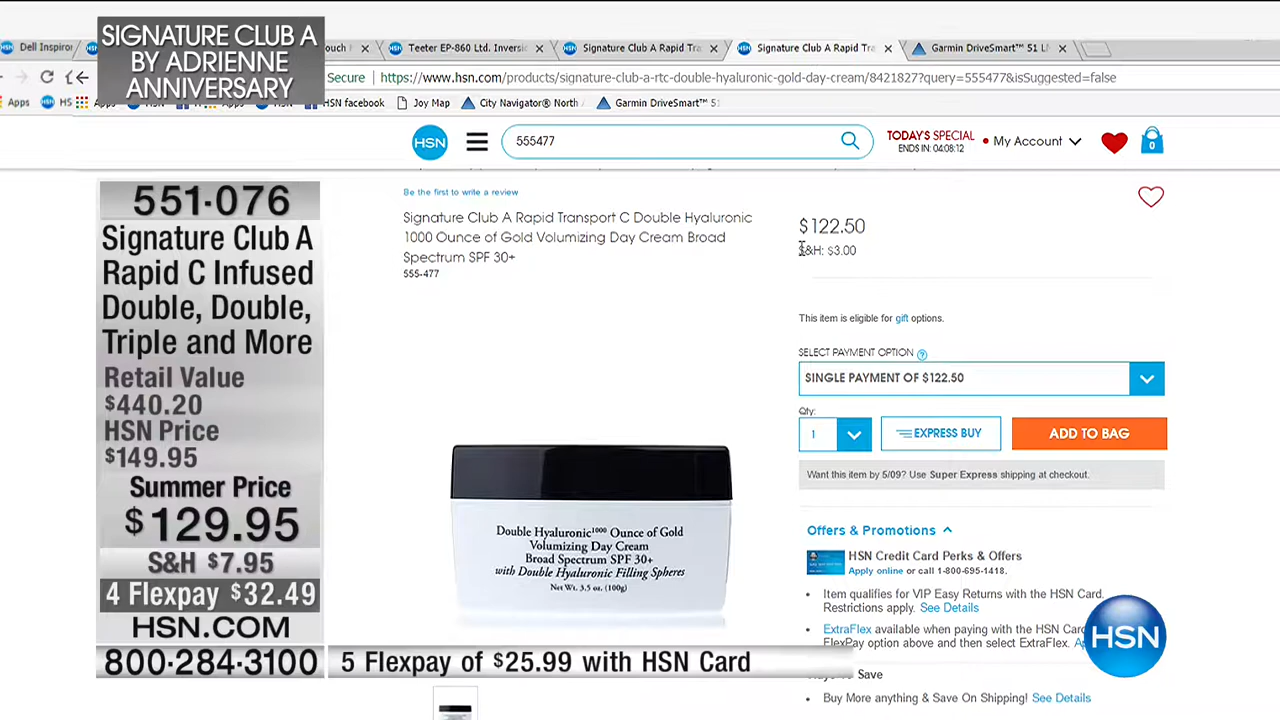 SIGNATURE CLUB A
BY ADRIENNE
ANNIVERSARY
Dell Inspiror
Teeter EP-860 Ltd. Inversi
Signature Club A Rapid Tra
Signature Club A Rapid Tra
Garmin DriveSmart™ 51 L
Secure
https://www.hsn.com/products/signature-club-a-rtc-double-hyaluronic-gold-day-cream/8421827?query=555477&isSuggested=false
Apps
HSN facebook
Joy Map
City Navigator® North
Garmin DriveSmart™ 51
HSN
555477
TODAY'S SPECIAL
ENDS IN: 04:08:12
My Account
0
551-076
Signature Club A
Rapid C Infused
Double, Double,
Triple and More
Retail Value
$440.20
HSN Price
$149.95
Summer Price
$129.95
S&H $7.95
4 Flexpay $32.49
HSN.COM
800-284-3100
Be the first to write a review
Signature Club A Rapid Transport C Double Hyaluronic
1000 Ounce of Gold Volumizing Day Cream Broad
Spectrum SPF 30+
555-477
Double Hyaluronic¹⁰⁰⁰ Ounce of Gold
Volumizing Day Cream
Broad Spectrum SPF 30+
with Double Hyaluronic Filling Spheres
Net Wt. 3.5 oz. (100g)
$122.50
S&H: $3.00
This item is eligible for gift options.
SELECT PAYMENT OPTION ?
SINGLE PAYMENT OF $122.50
Qty:
1
EXPRESS BUY
ADD TO BAG
Want this item by 5/09? Use Super Express shipping at checkout.
Offers & Promotions
HSN Credit Card Perks & Offers
Apply online or call 1-800-695-1418.
• Item qualifies for VIP Easy Returns with the HSN Card.
Restrictions apply. See Details
• ExtraFlex available when paying with the HSN Card
FlexPay option above and then select ExtraFlex.
Save
• Buy More anything & Save On Shipping! See Details
HSN
5 Flexpay of $25.99 with HSN Card